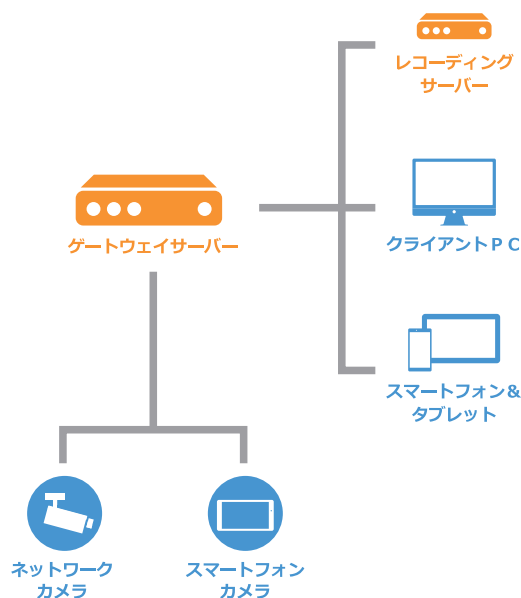 レコーディング
サーバー
ゲートウェイサーバー
クライアントＰＣ
スマートフォン＆
タブレット
ネットワーク
カメラ
スマートフォン
カメラ